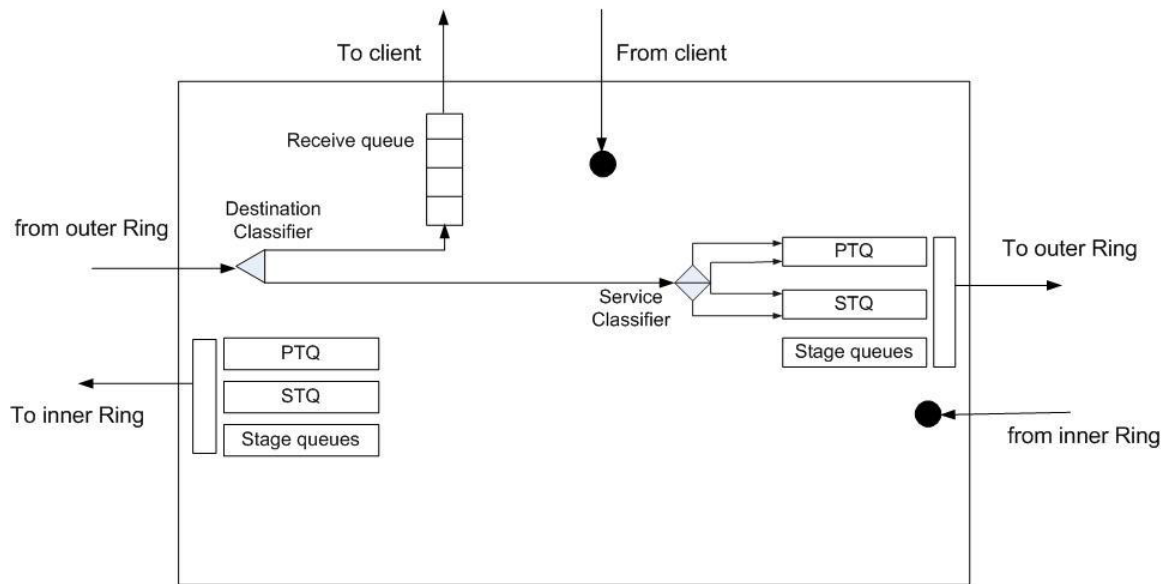 To client
From client
Receive queue
Destination
Classifier
from outer Ring
PTQ
To outer Ring
Service
Classifier
STQ
Stage queues
PTQ
To inner Ring
STQ
Stage queues
from inner Ring